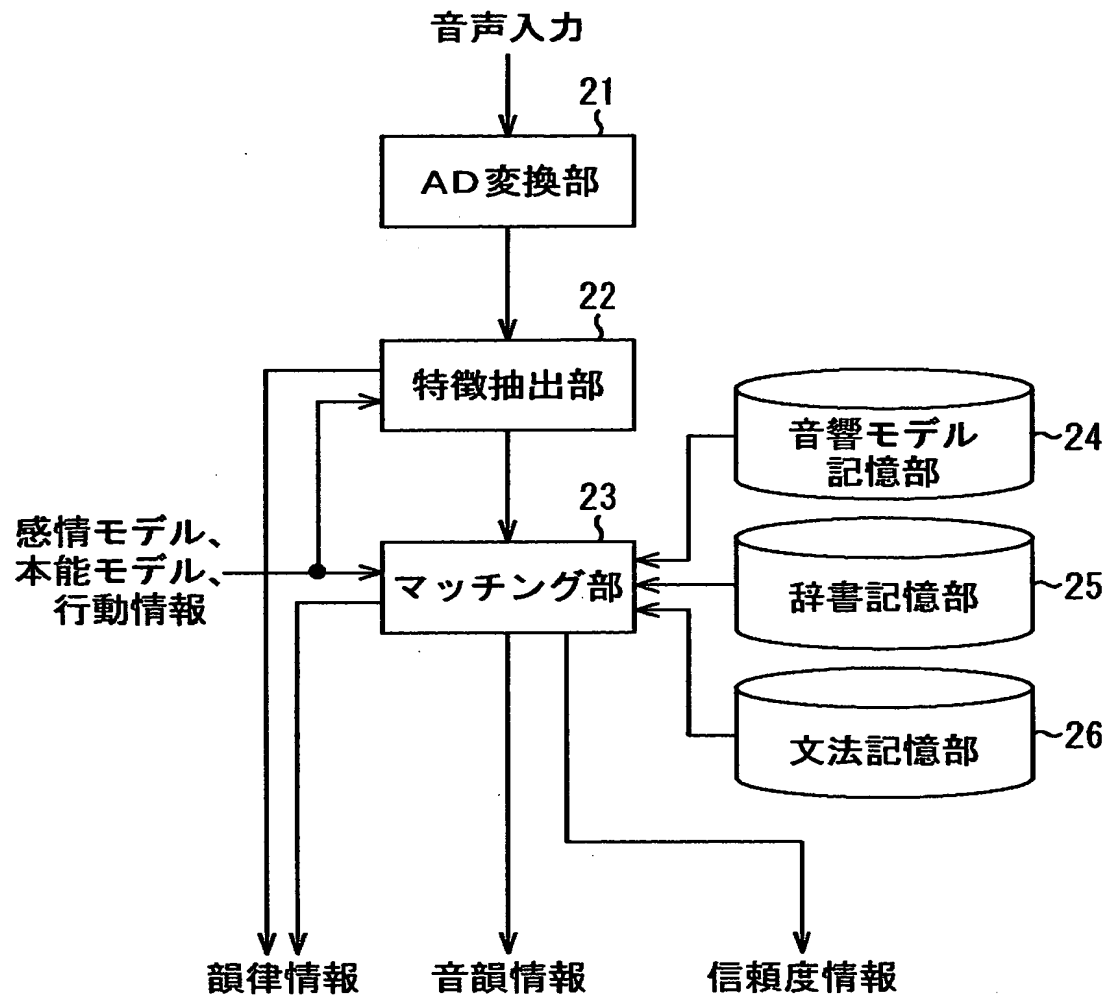 音声入力
21
AD変換部
22
特徴抽出部
音響モデル
記憶部
24
23
感情モデル、
本能モデル、
行動情報
マッチング部
辞書記憶部
25
文法記憶部
26
韻律情報
音韻情報
信頼度情報